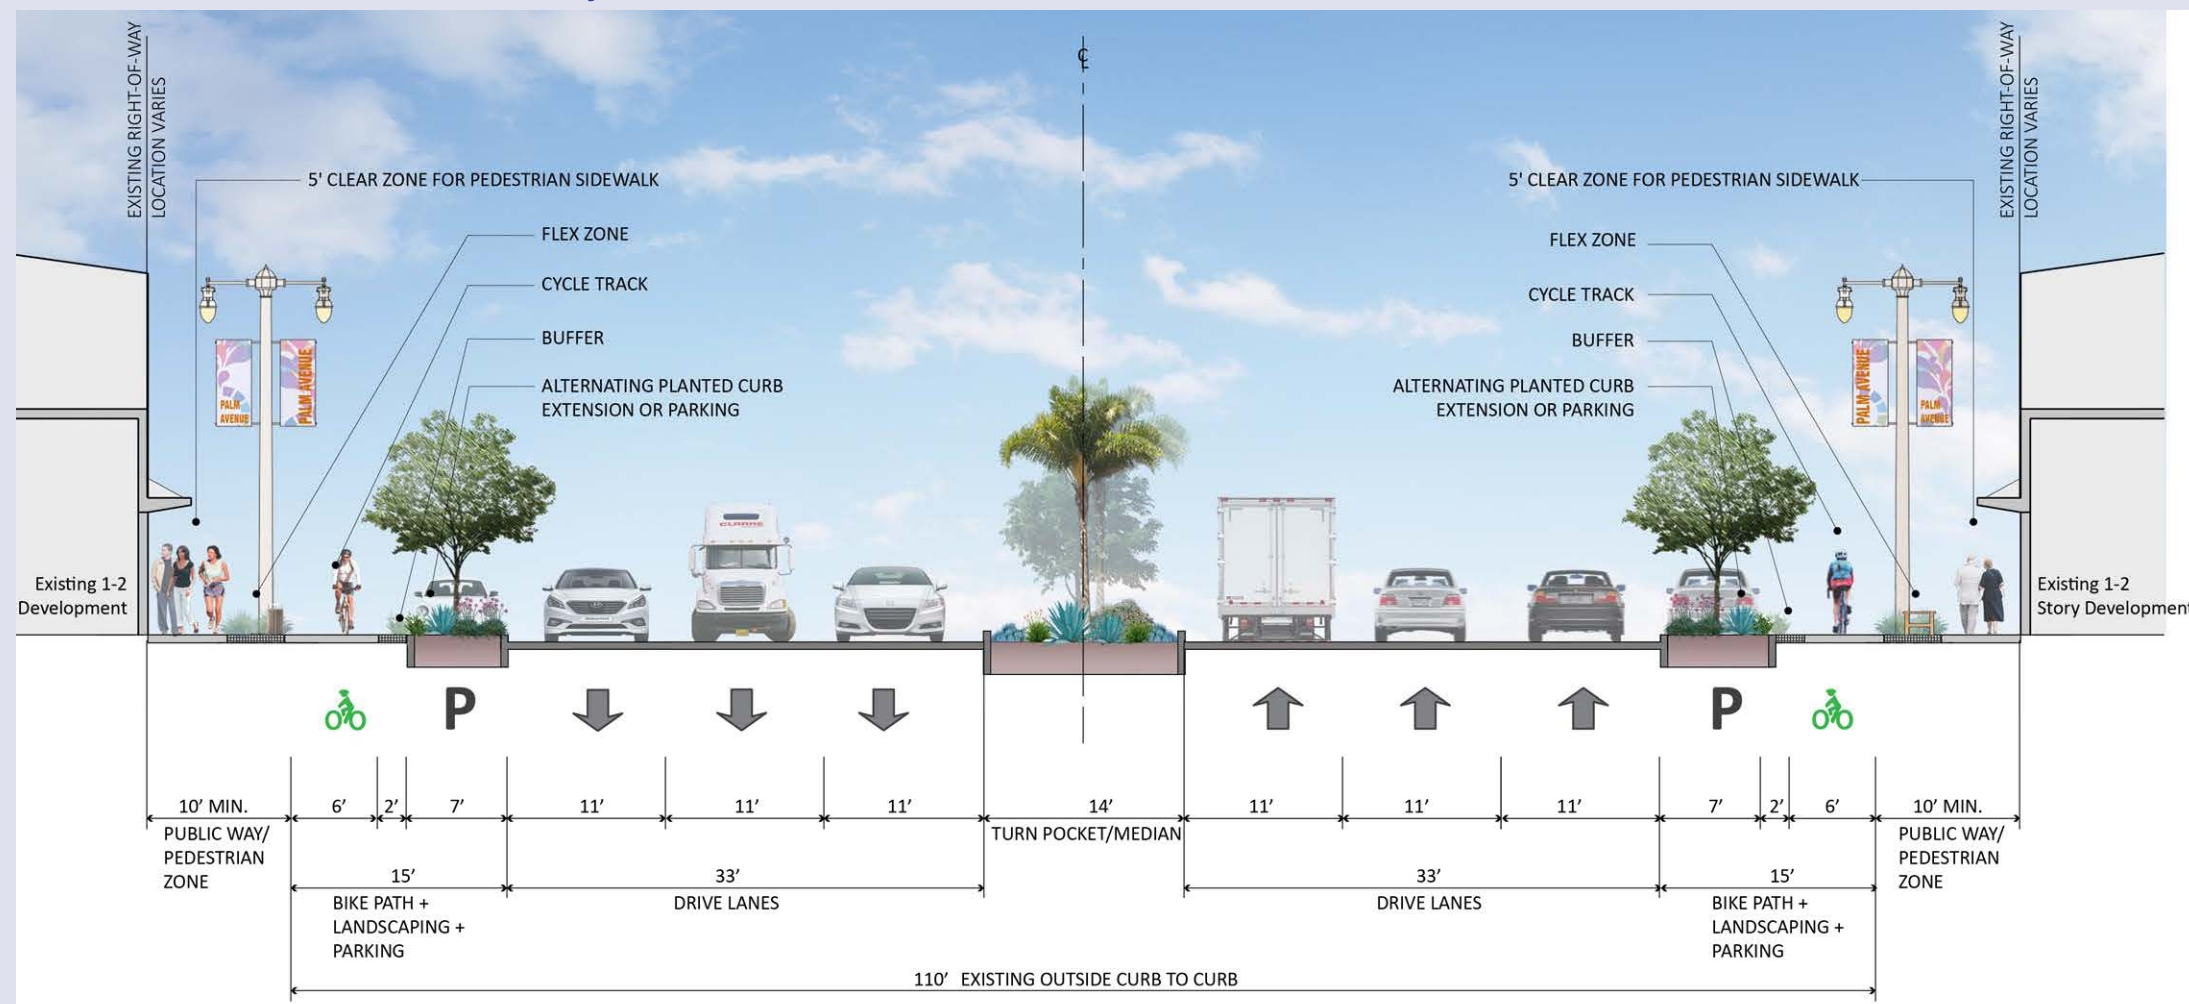 EXISTING RIGHT-OF-WAY
LOCATION VARIES
℄
EXISTING RIGHT-OF-WAY
LOCATION VARIES
5' CLEAR ZONE FOR PEDESTRIAN SIDEWALK
FLEX ZONE
CYCLE TRACK
BUFFER
ALTERNATING PLANTED CURB
EXTENSION OR PARKING
5' CLEAR ZONE FOR PEDESTRIAN SIDEWALK
FLEX ZONE
CYCLE TRACK
BUFFER
ALTERNATING PLANTED CURB
EXTENSION OR PARKING
PALM
AVENUE
PALM AVENUE
PALM AVENUE
PALM
AVENUE
CLARKE
Existing 1-2
Development
Existing 1-2
Story Development
P
P
10' MIN.
6'
2'
7'
11'
11'
11'
14'
11'
11'
11'
7'
2'
6'
10' MIN.
PUBLIC WAY/
PEDESTRIAN
ZONE
TURN POCKET/MEDIAN
PUBLIC WAY/
PEDESTRIAN
ZONE
15'
33'
33'
15'
BIKE PATH +
LANDSCAPING +
PARKING
DRIVE LANES
DRIVE LANES
BIKE PATH +
LANDSCAPING +
PARKING
110' EXISTING OUTSIDE CURB TO CURB